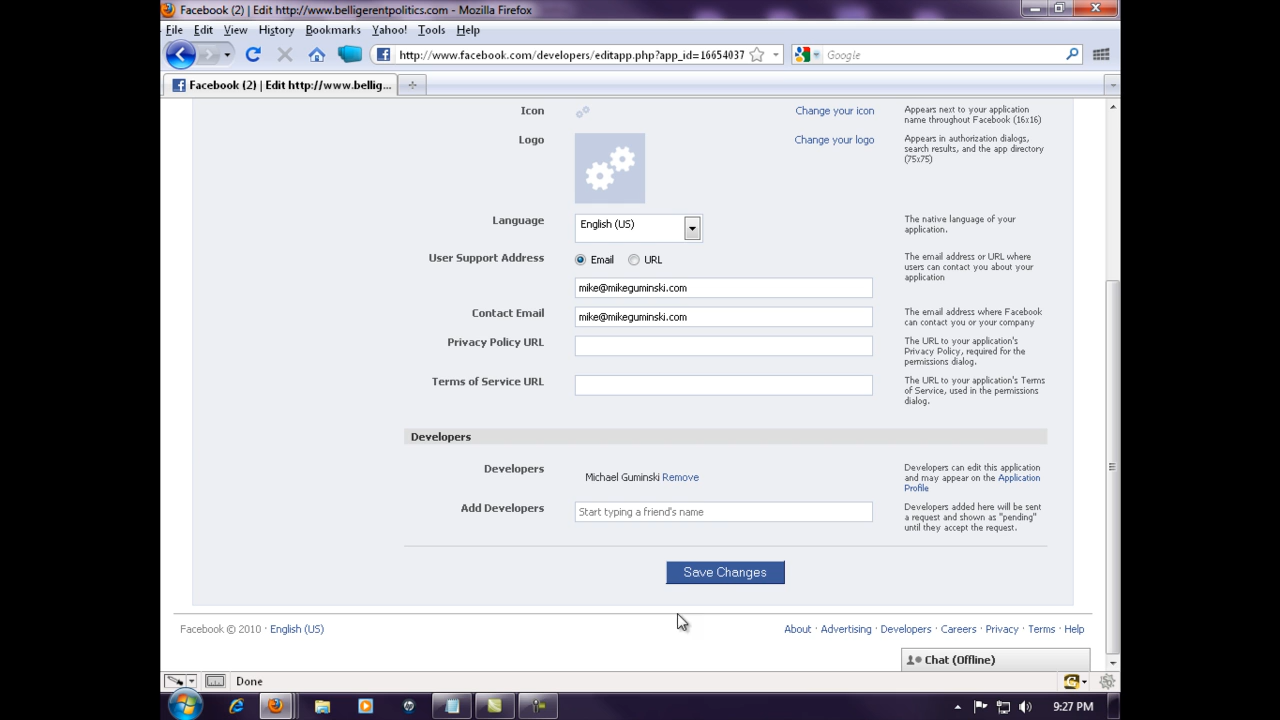 Facebook (2) | Edit http://www.belligerentpolitics.com - Mozilla Firefox
File Edit View History Bookmarks Yahoo! Tools Help
http://www.facebook.com/developers/editapp.php?app_id=16654037
Google
Facebook (2) | Edit http://www.bellig...
Icon
Change your icon
Appears next to your application
name throughout Facebook (16x16)
Logo
Change your logo
Appears in authorization dialogs,
search results, and the app directory
(75x75)
Language
English (US)
The native language of your
application.
User Support Address
Email
URL
The email address or URL where
users can contact you about your
application
mike@mikeguminski.com
Contact Email
mike@mikeguminski.com
The email address where Facebook
can contact you or your company
Privacy Policy URL
The URL to your application's
Privacy Policy, required for the
permissions dialog.
Terms of Service URL
The URL to your application's Terms
of Service, used in the permissions
dialog.
Developers
Developers
Michael Guminski Remove
Developers can edit this application
and may appear on the Application
Profile
Add Developers
Start typing a friend's name
Developers added here will be sent
a request and shown as "pending"
until they accept the request.
Save Changes
Facebook © 2010 · English (US)
About · Advertising · Developers · Careers · Privacy · Terms · Help
Chat (Offline)
Done
9:27 PM